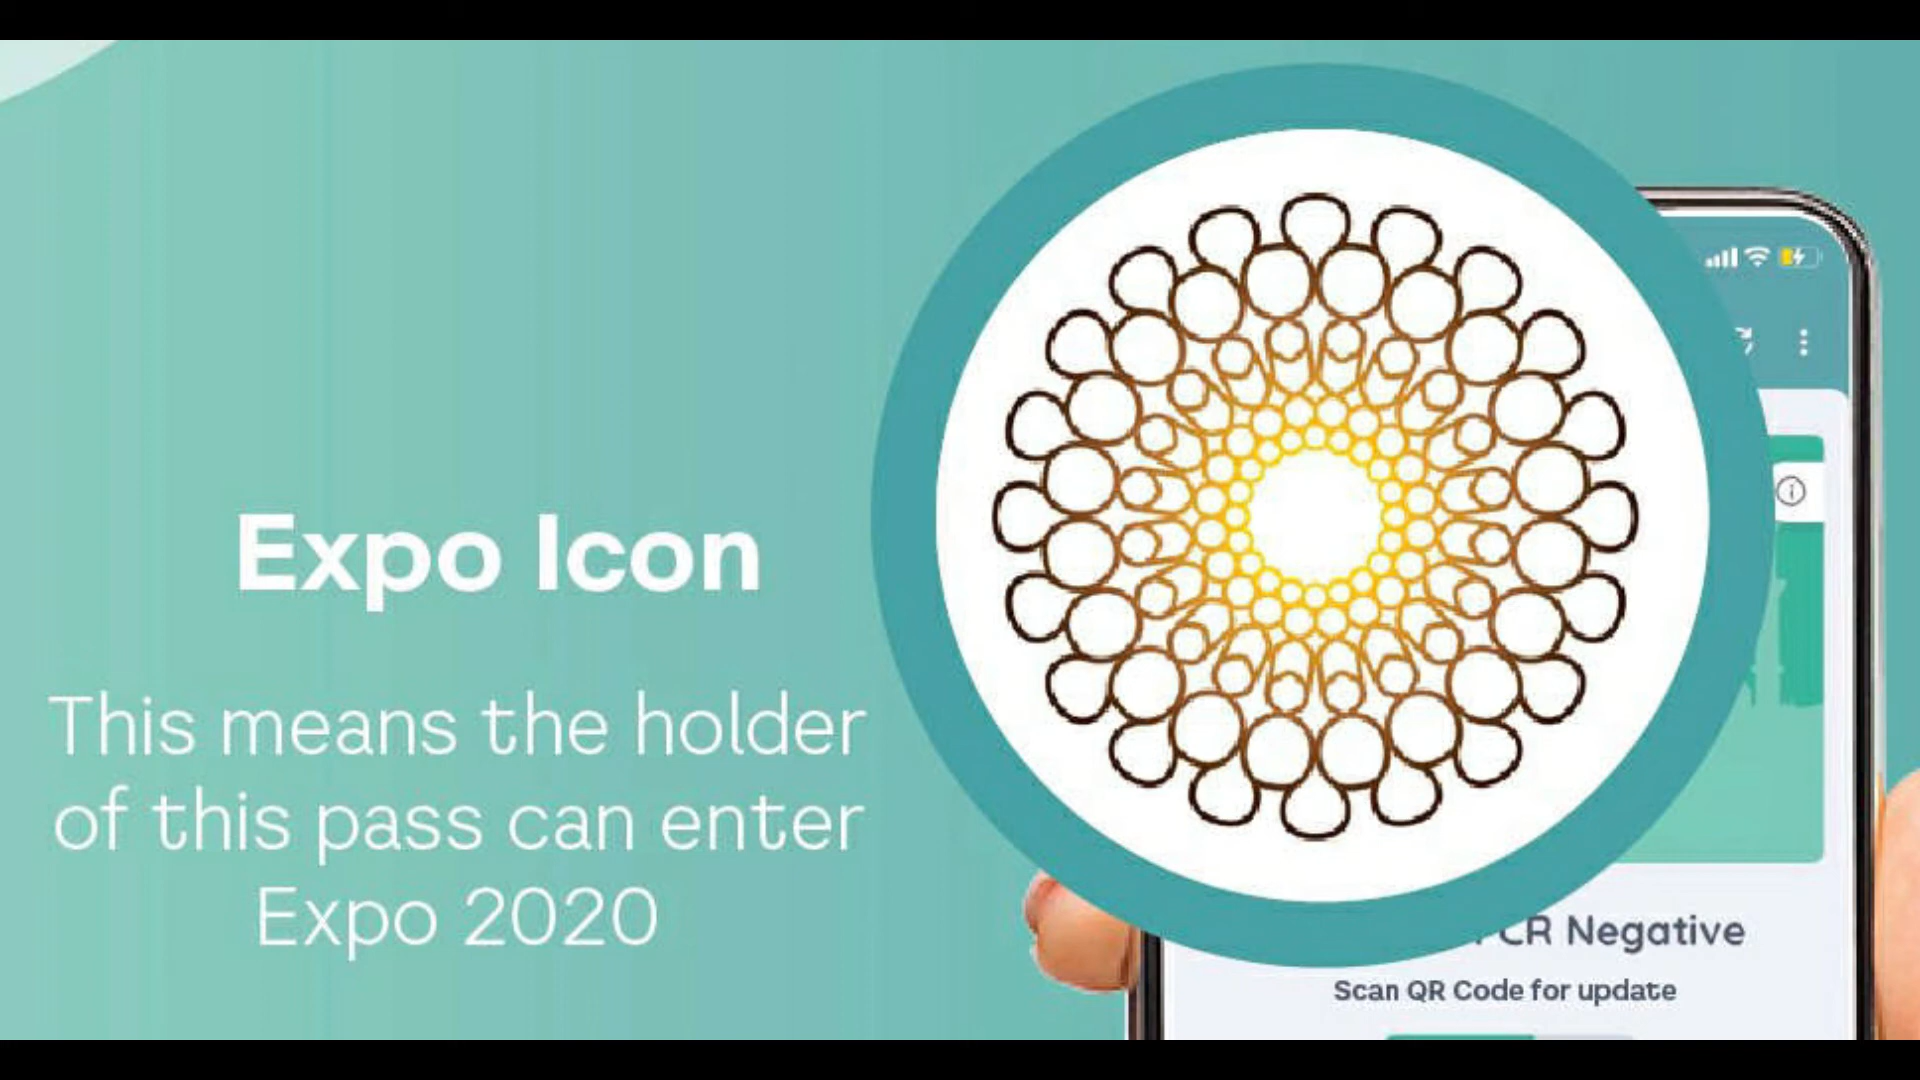 Expo Icon
This means the holder
of this pass can enter
Expo 2020
Negative
Scan QR Code for update